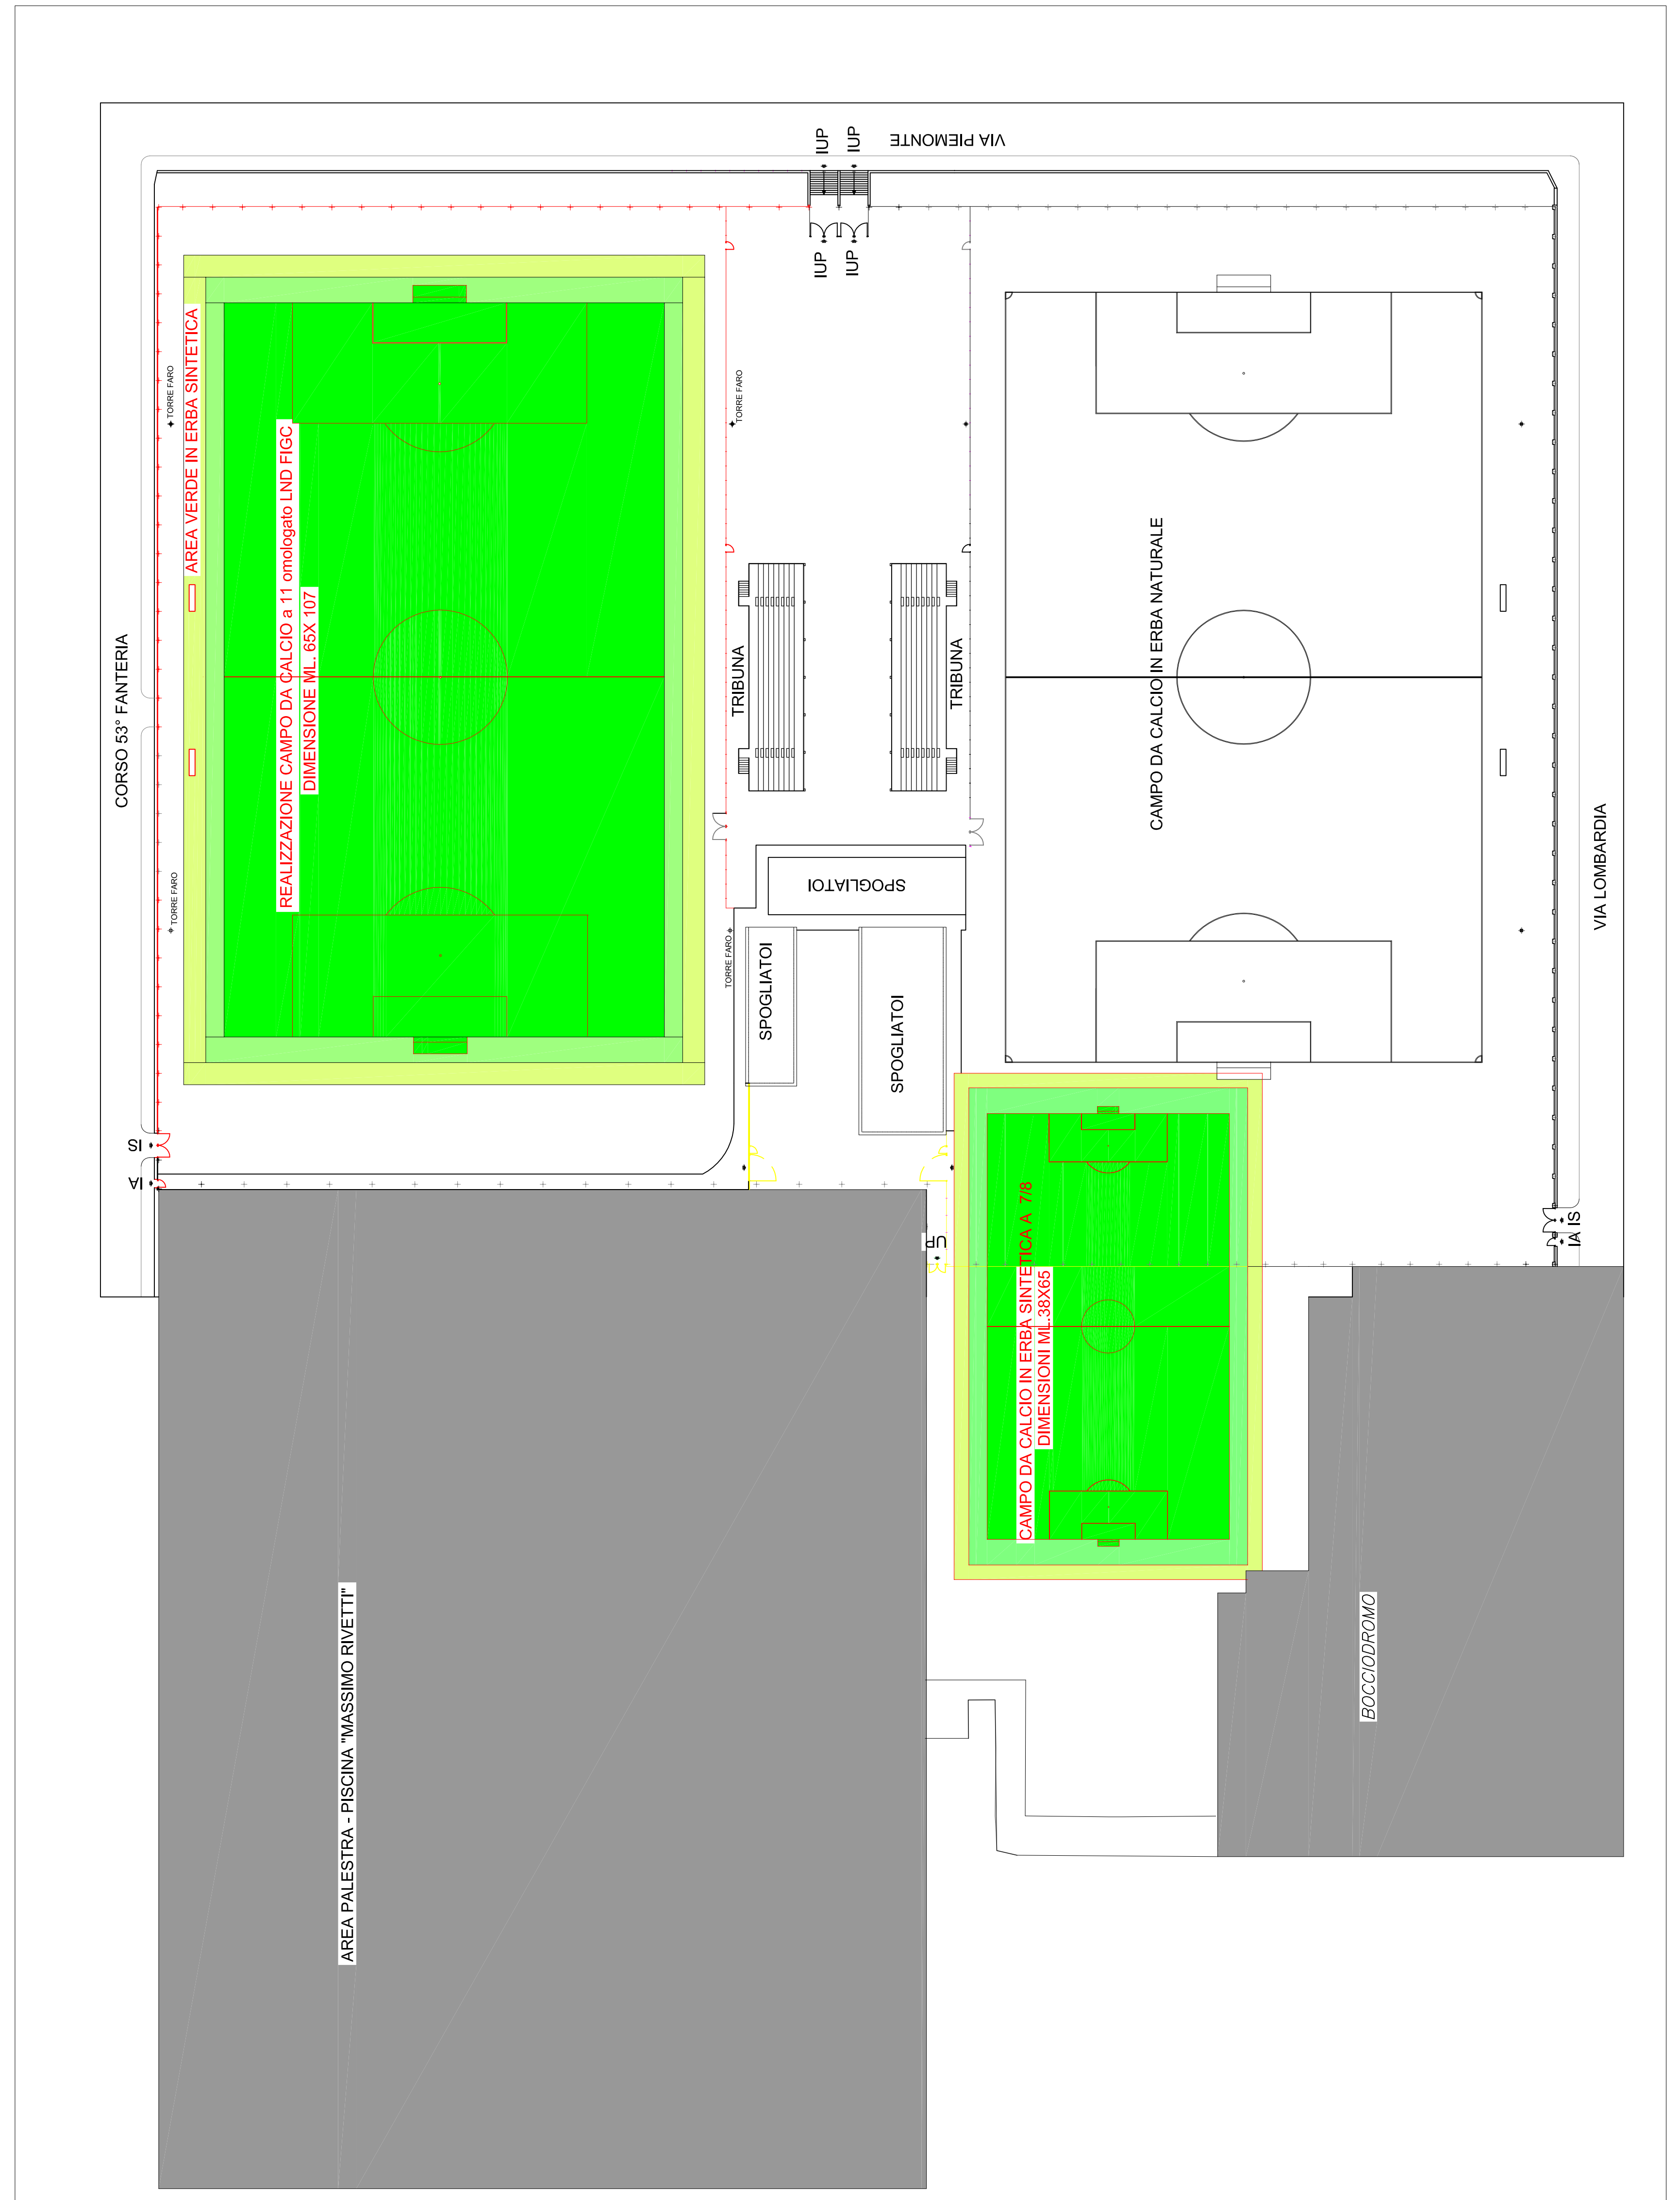 VIA PIEMONTE
IUP
IUP
IUP
IUP
CORSO 53° FANTERIA
AREA VERDE IN ERBA SINTETICA
REALIZZAZIONE CAMPO DA CALCIO a 11 omologato LND FIGC
DIMENSIONE ML. 65X 107
TORRE FARO
TORRE FARO
TORRE FARO
TORRE FARO
TRIBUNA
TRIBUNA
CAMPO DA CALCIO IN ERBA NATURALE
VIA LOMBARDIA
SPOGLIATOI
SPOGLIATOI
SPOGLIATOI
IS
IA
UP
IA IS
CAMPO DA CALCIO IN ERBA SINTETICA A 7/8
DIMENSIONI ML.38X65
AREA PALESTRA - PISCINA "MASSIMO RIVETTI"
BOCCIODROMO